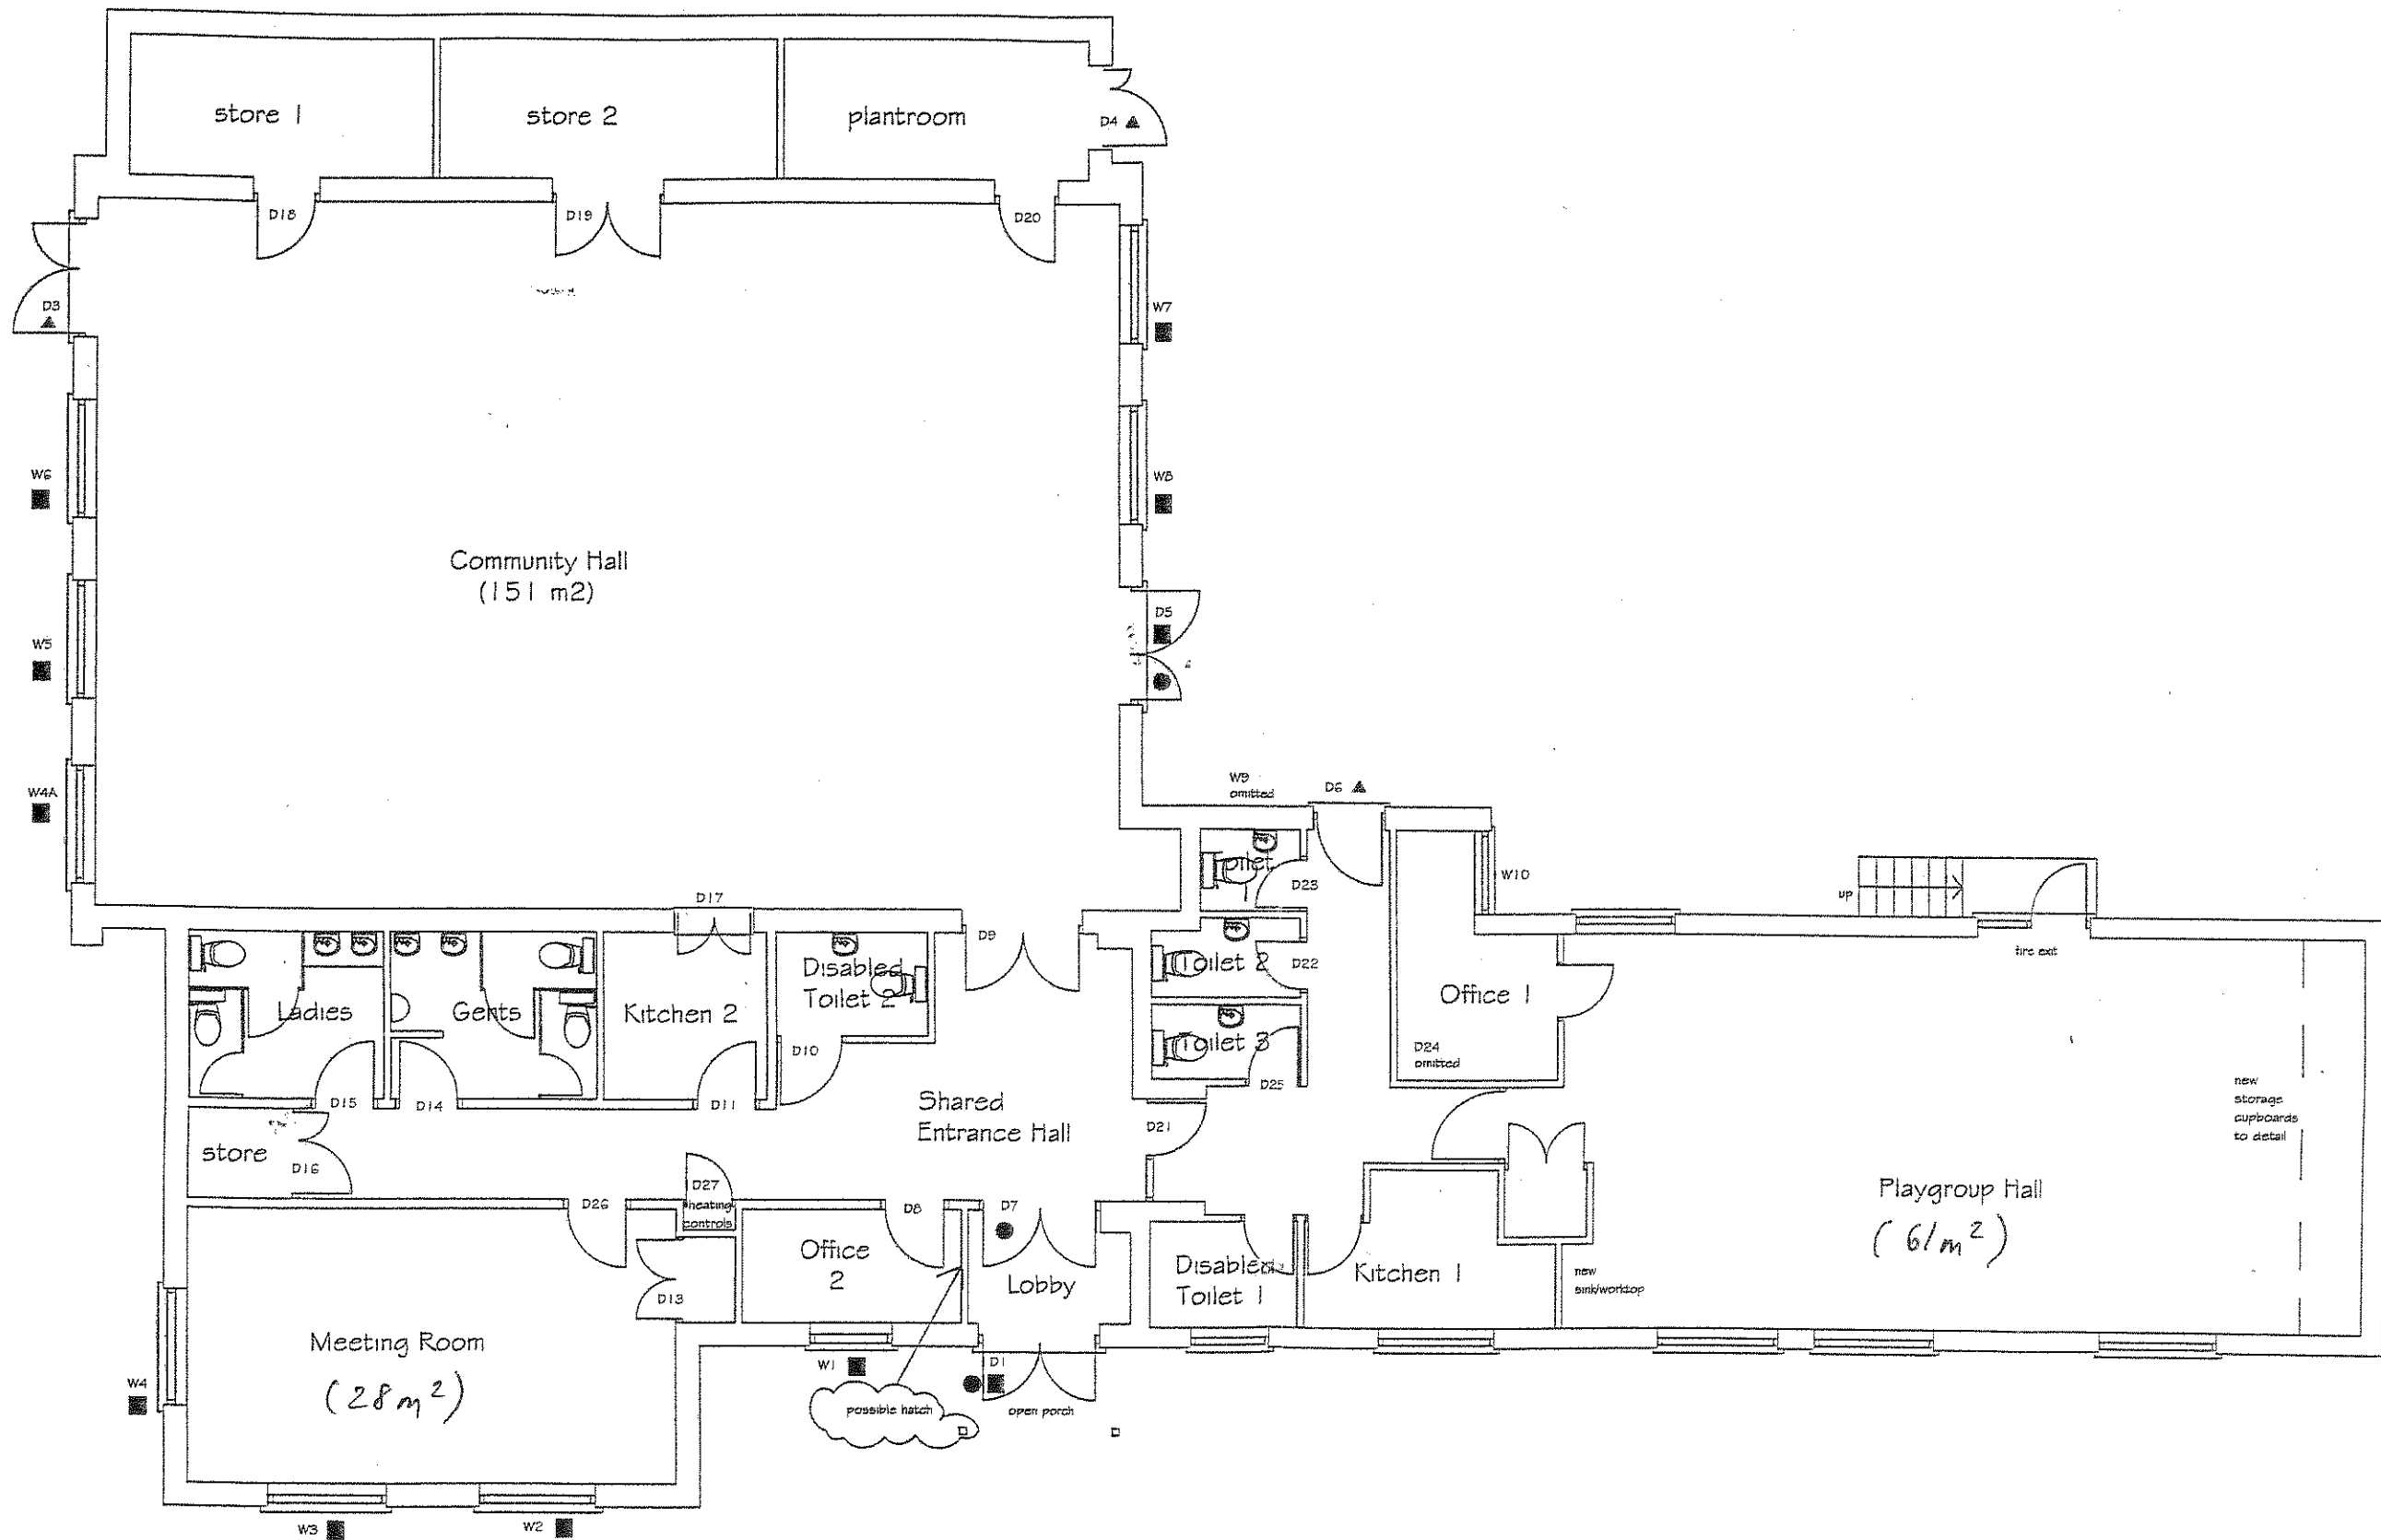 store 1
store 2
plantroom
D4
D18
D19
D20
D3
W7
W6
W8
Community Hall
(151 m2)
D5
W5
W9
omitted
D6
W4A
Toilet
1
D23
W10
up
D17
D9
fire exit
Disabled
Toilet 2
Toilet 2
D22
Office 1
Ladies
Gents
Kitchen 2
D10
Toilet 3
D24
omitted
D25
new
storage
cupboards
to detail
D15
D14
D11
Shared
Entrance Hall
D21
store
D16
D27
heating
controls
D26
D8
D7
Playgroup Hall
(61m²)
Office
2
Lobby
Disabled
Toilet 1
Kitchen 1
new
sink/worktop
D13
Meeting Room
(28m²)
W4
W1
D1
possible hatch
open porch
W3
W2